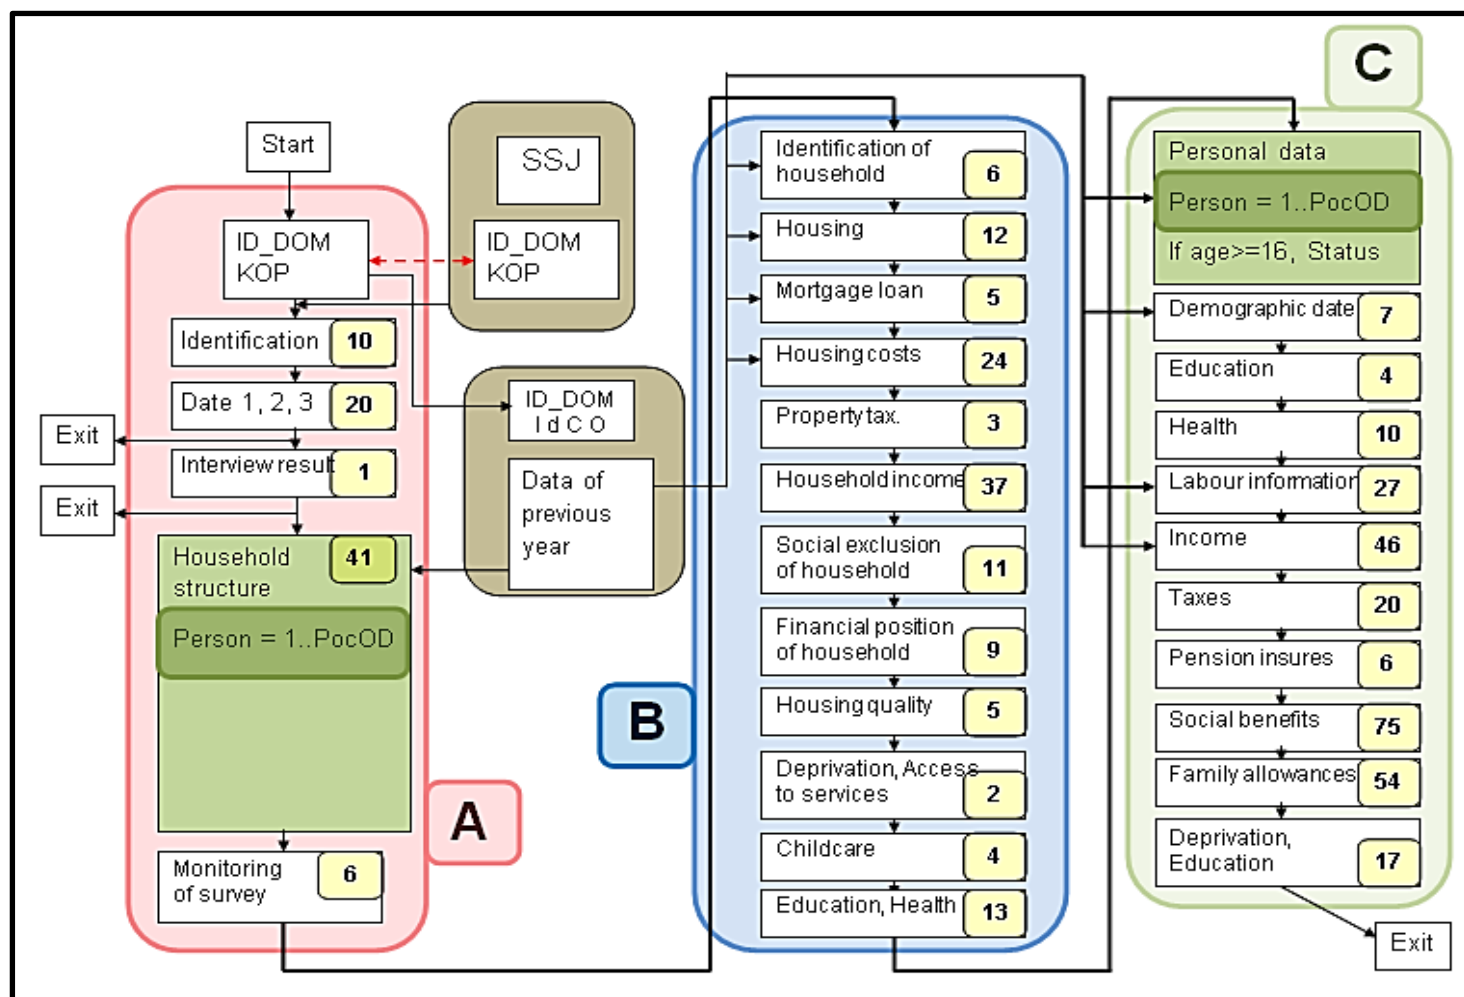 Start
ID_DOM
KOP
Identification
10
Date 1, 2, 3
20
Exit
Interview result
1
Exit
Household
structure
41
Person = 1..PocOD
Monitoring
of survey
6
A
SSJ
ID_DOM
KOP
ID_DOM
I d C O
Data of
previous
year
B
Identification of
household
6
Housing
12
Mortgage loan
5
Housing costs
24
Property tax.
3
Household income
37
Social exclusion
of household
11
Financial position
of household
9
Housing quality
5
Deprivation, Access
to services
2
Childcare
4
Education, Health
13
C
Personal data
Person = 1..PocOD
If age>=16, Status
Demographic date
7
Education
4
Health
10
Labour information
27
Income
46
Taxes
20
Pension insures
6
Social benefits
75
Family allowances
54
Deprivation,
Education
17
Exit